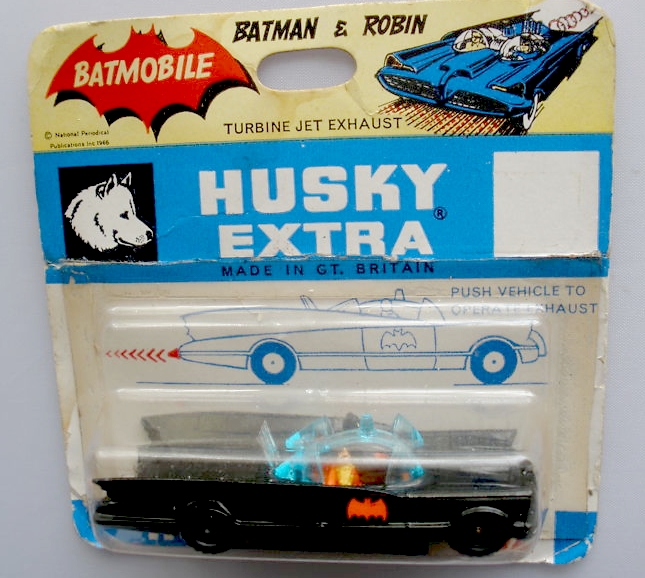 BATMAN & ROBIN
BATMOBILE
TURBINE JET EXHAUST
© National Periodical
Publications Inc 1966
HUSKY
EXTRA®
MADE IN GT. BRITAIN
PUSH VEHICLE TO
OPERATE EXHAUST